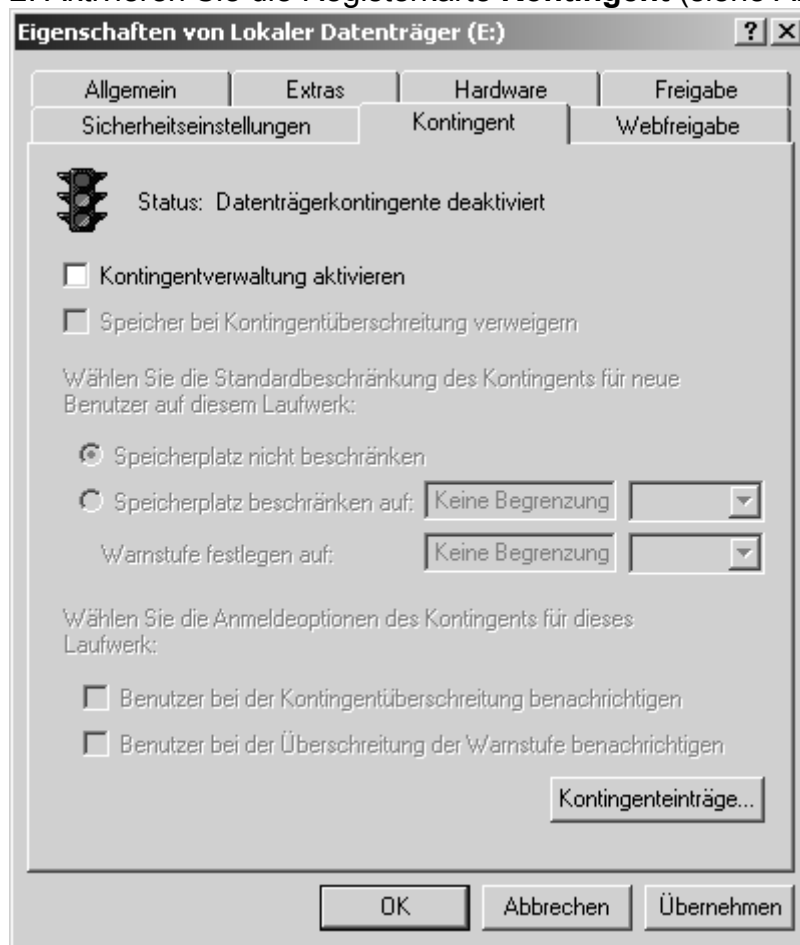 Eigenschaften von Lokaler Datenträger (E:)
Allgemein Extras Hardware Freigabe
Sicherheitseinstellungen Kontingent Webfreigabe
Status: Datenträgerkontingente deaktiviert
Kontingentverwaltung aktivieren
Speicher bei Kontingentüberschreitung verweigern
Wählen Sie die Standardbeschränkung des Kontingents für neue
Benutzer auf diesem Laufwerk:
Speicherplatz nicht beschränken
Speicherplatz beschränken auf: Keine Begrenzung
Warnstufe festlegen auf: Keine Begrenzung
Wählen Sie die Anmeldeoptionen des Kontingents für dieses
Laufwerk:
Benutzer bei der Kontingentüberschreitung benachrichtigen
Benutzer bei der Überschreitung der Warnstufe benachrichtigen
Kontingenteinträge...
OK Abbrechen Übernehmen